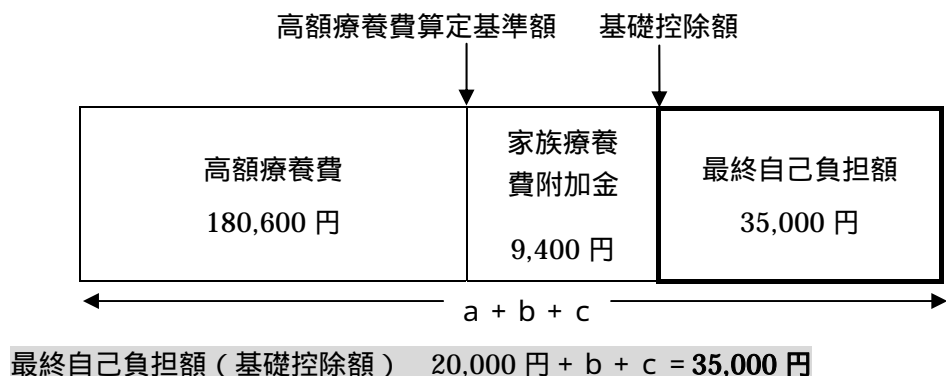 高額療養費算定基準額 基礎控除額
高額療養費
180,600 円
家族療養
費附加金
9,400 円
最終自己負担額
35,000 円
a + b + c
最終自己負担額 ( 基礎控除額 ) 20,000 円 + b + c = 35,000 円